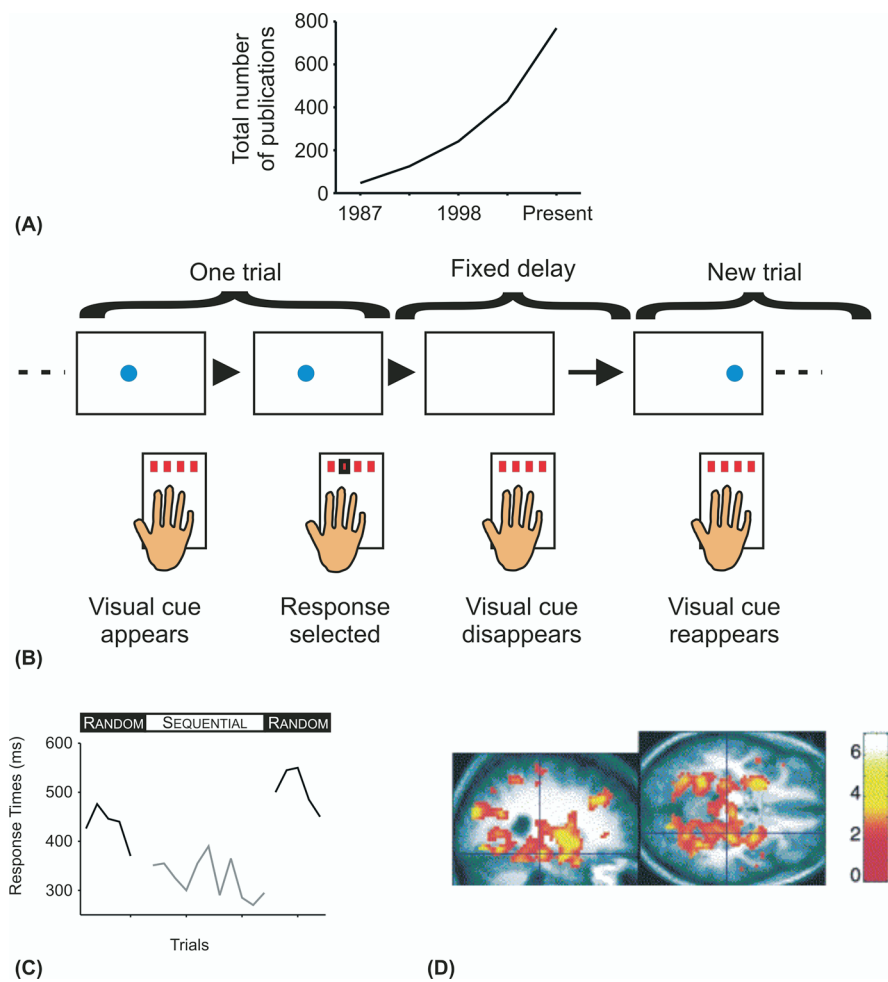 800
600
400
200
0
Total number
of publications
1987 1998 Present
(A)
One trial Fixed delay New trial
Visual cue
appears
Response
selected
Visual cue
disappears
Visual cue
reappears
(B)
RANDOM SEQUENTIAL RANDOM
600
500
400
300
Response Times (ms)
Trials
(C)
6
4
2
0
(D)